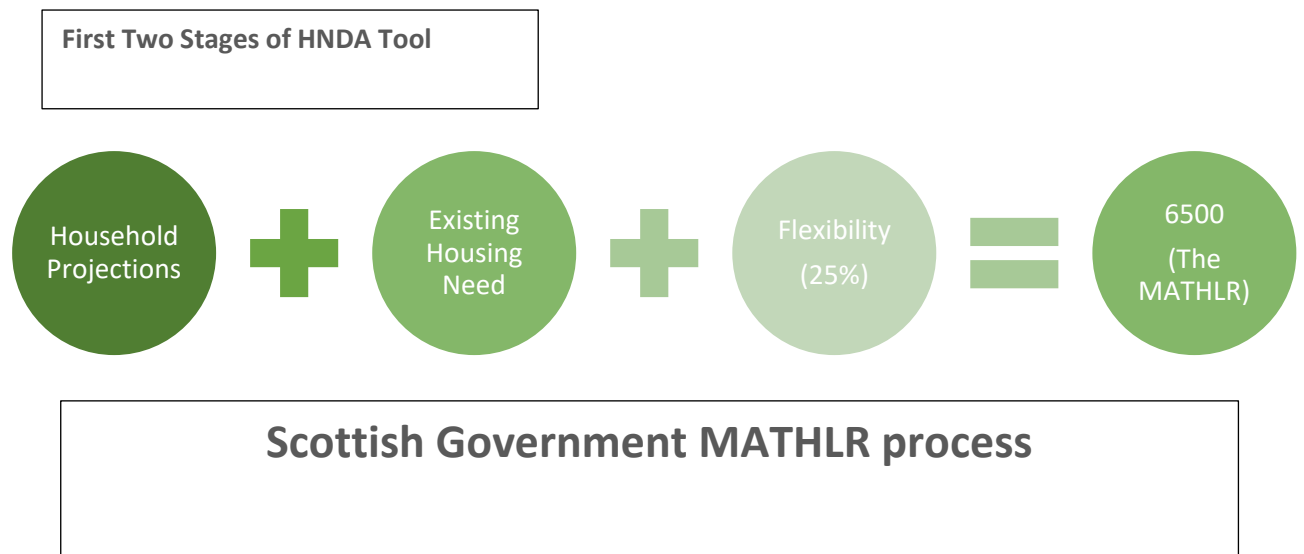 First Two Stages of HNDA Tool
Household
Projections
Existing
Housing
Need
Flexibility
(25%)
6500
(The
MATHLR)
Scottish Government MATHLR process